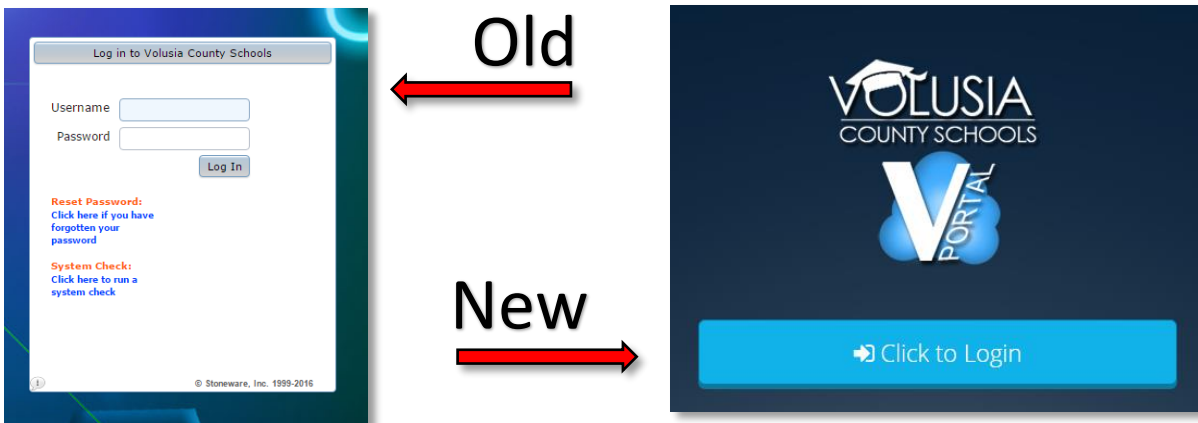 Log in to Volusia County Schools
Username
Password
Log In
Reset Password:
Click here if you have
forgotten your
password
System Check:
Click here to run a
system check
© Stoneware, Inc. 1999-2016
Old
New
VOLUSIA
COUNTY SCHOOLS
V
PORTAL
Click to Login